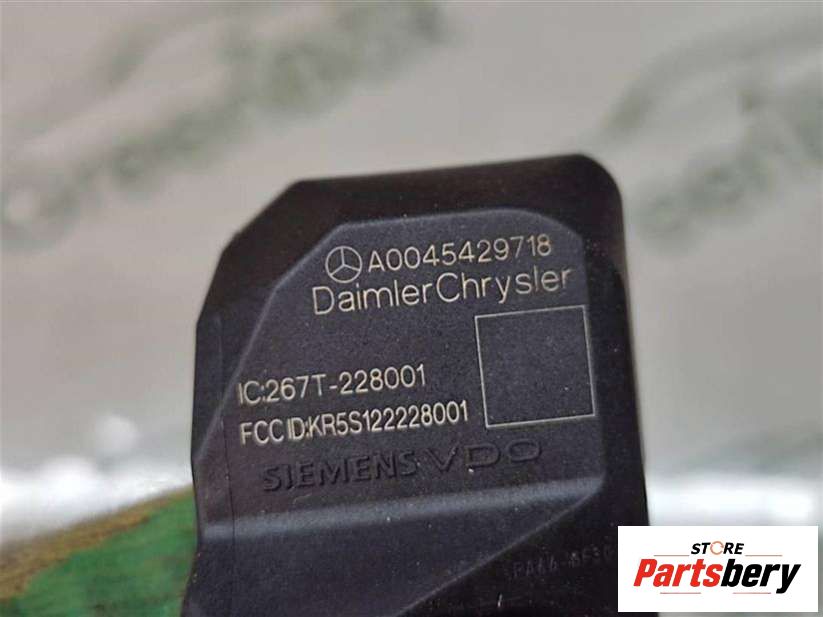 A0045429718
DaimlerChrysler
IC:267T-228001
FCC ID:KR5S122228001
SIEMENS VDO
STORE
Partsbery